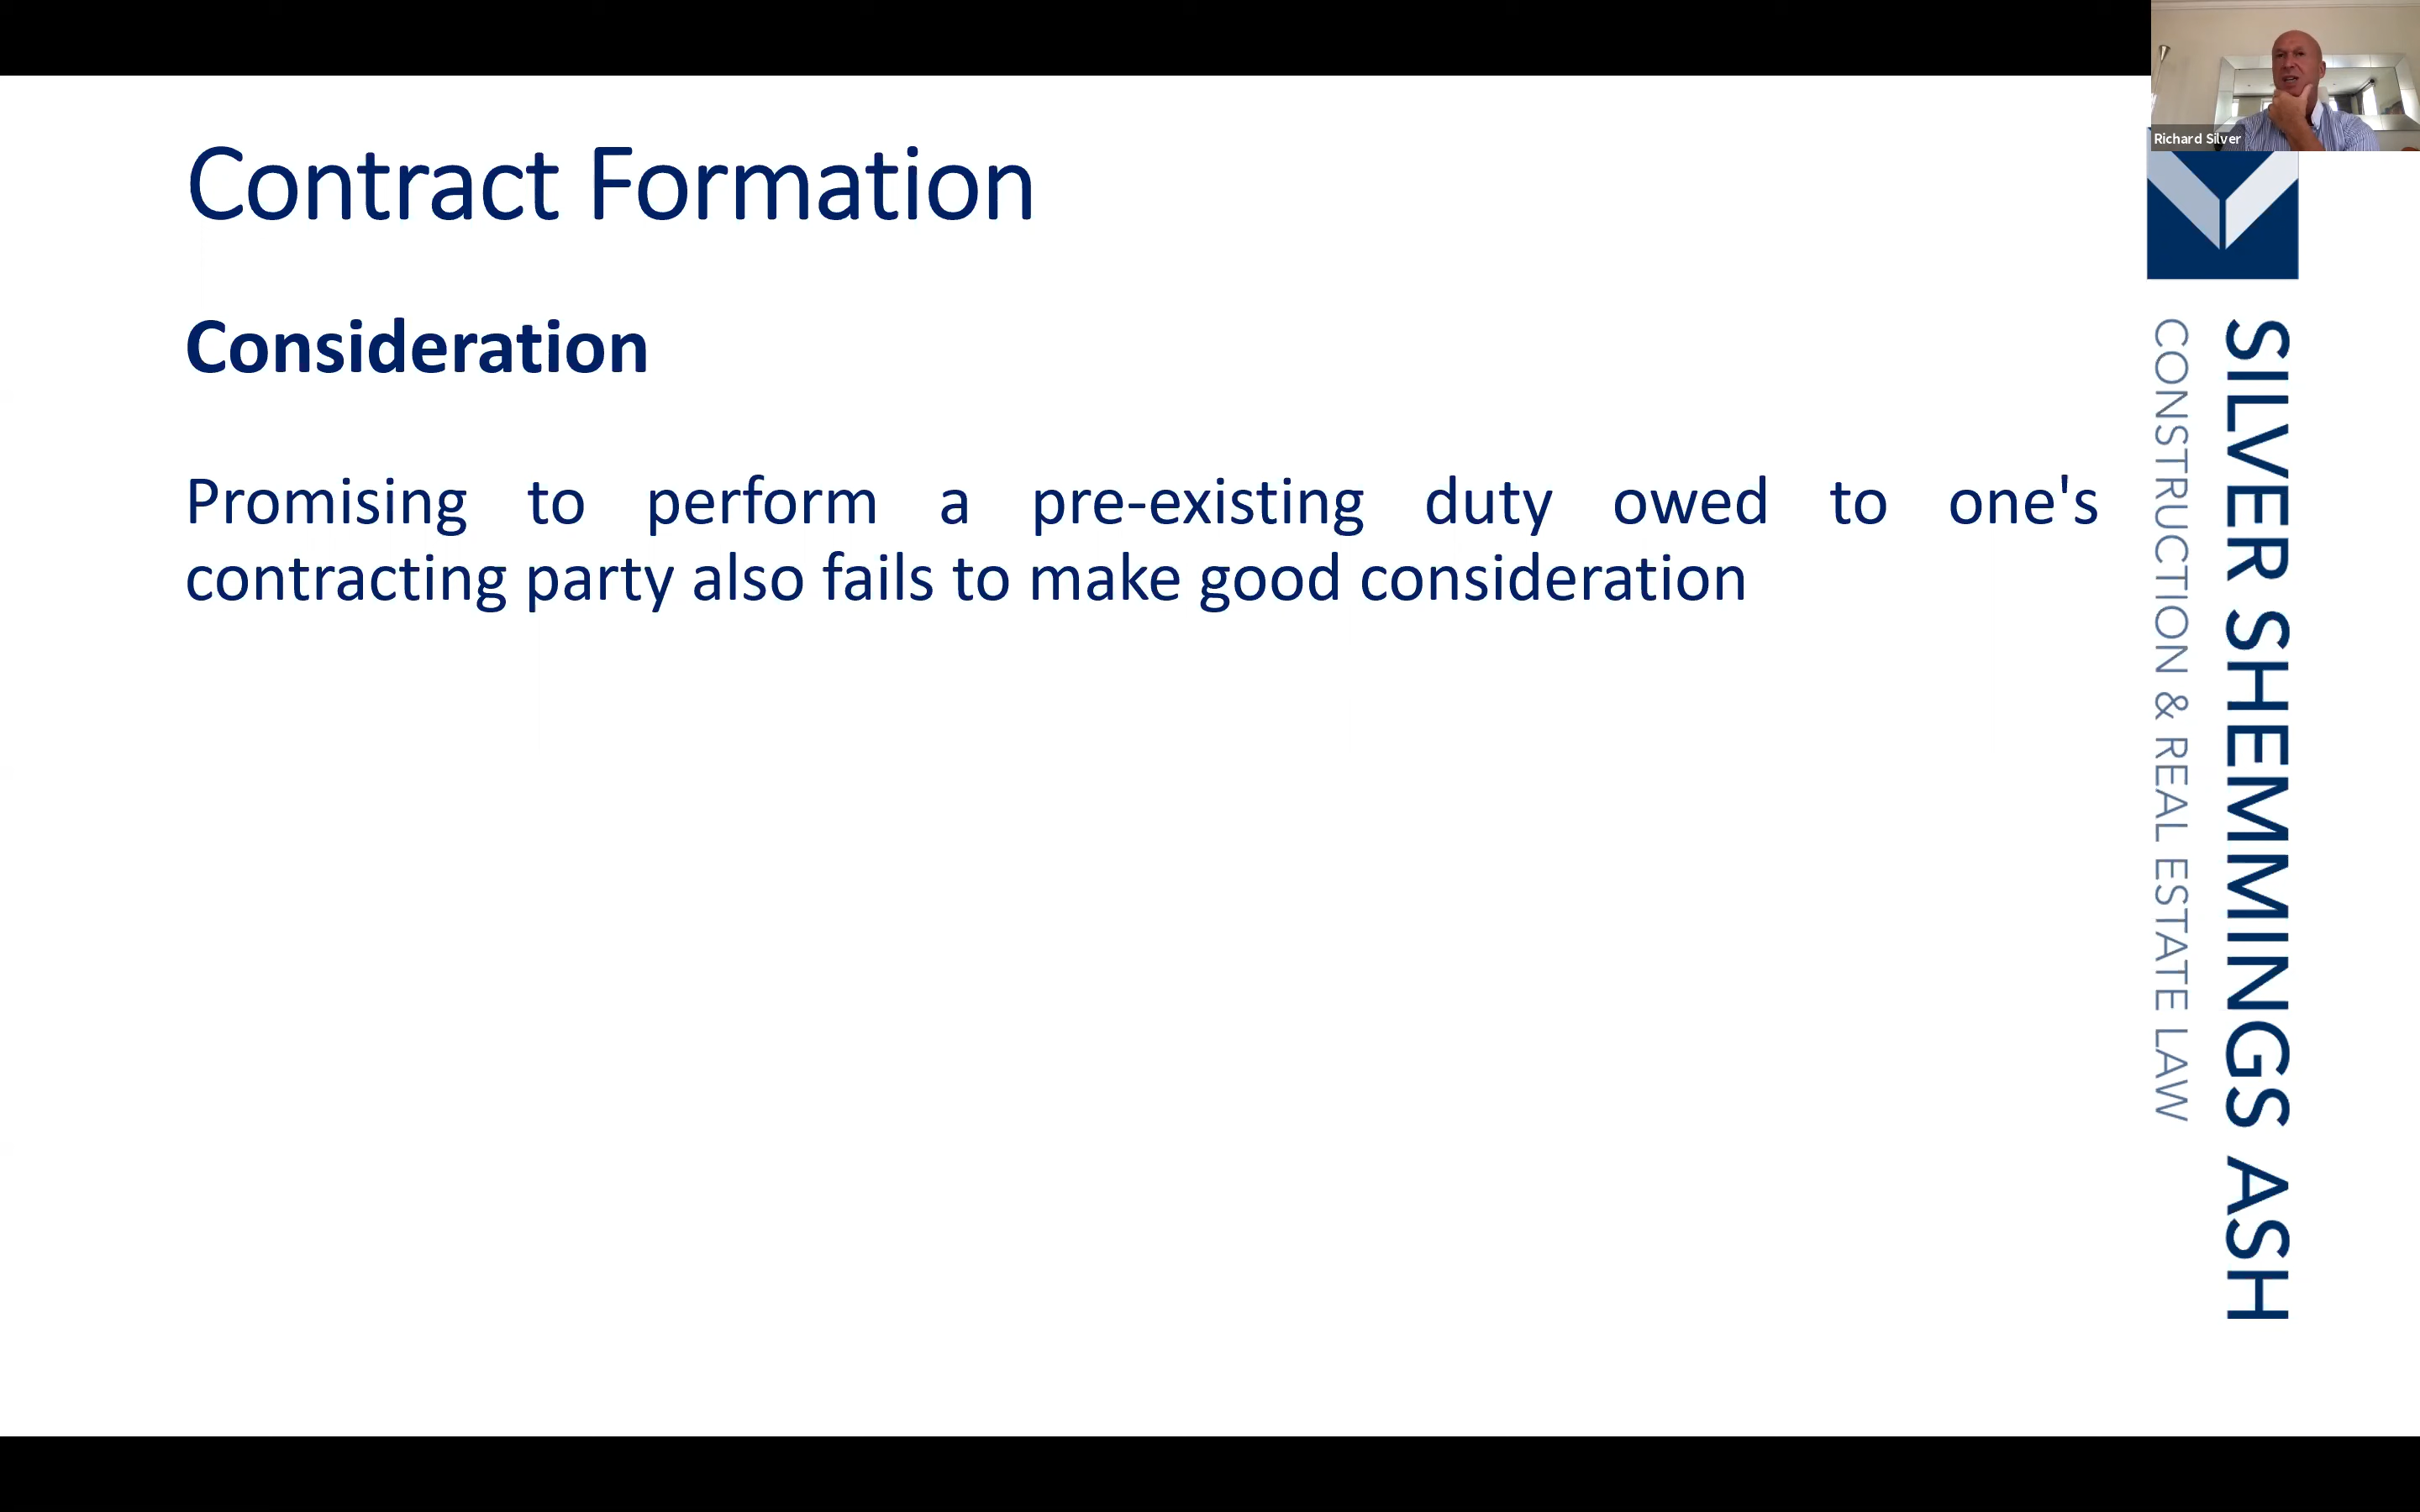 Richard Silver
Contract Formation
Consideration
Promising to perform a pre-existing duty owed to one's
contracting party also fails to make good consideration
SILVER SHEMMINGS ASH
CONSTRUCTION & REAL ESTATE LAW